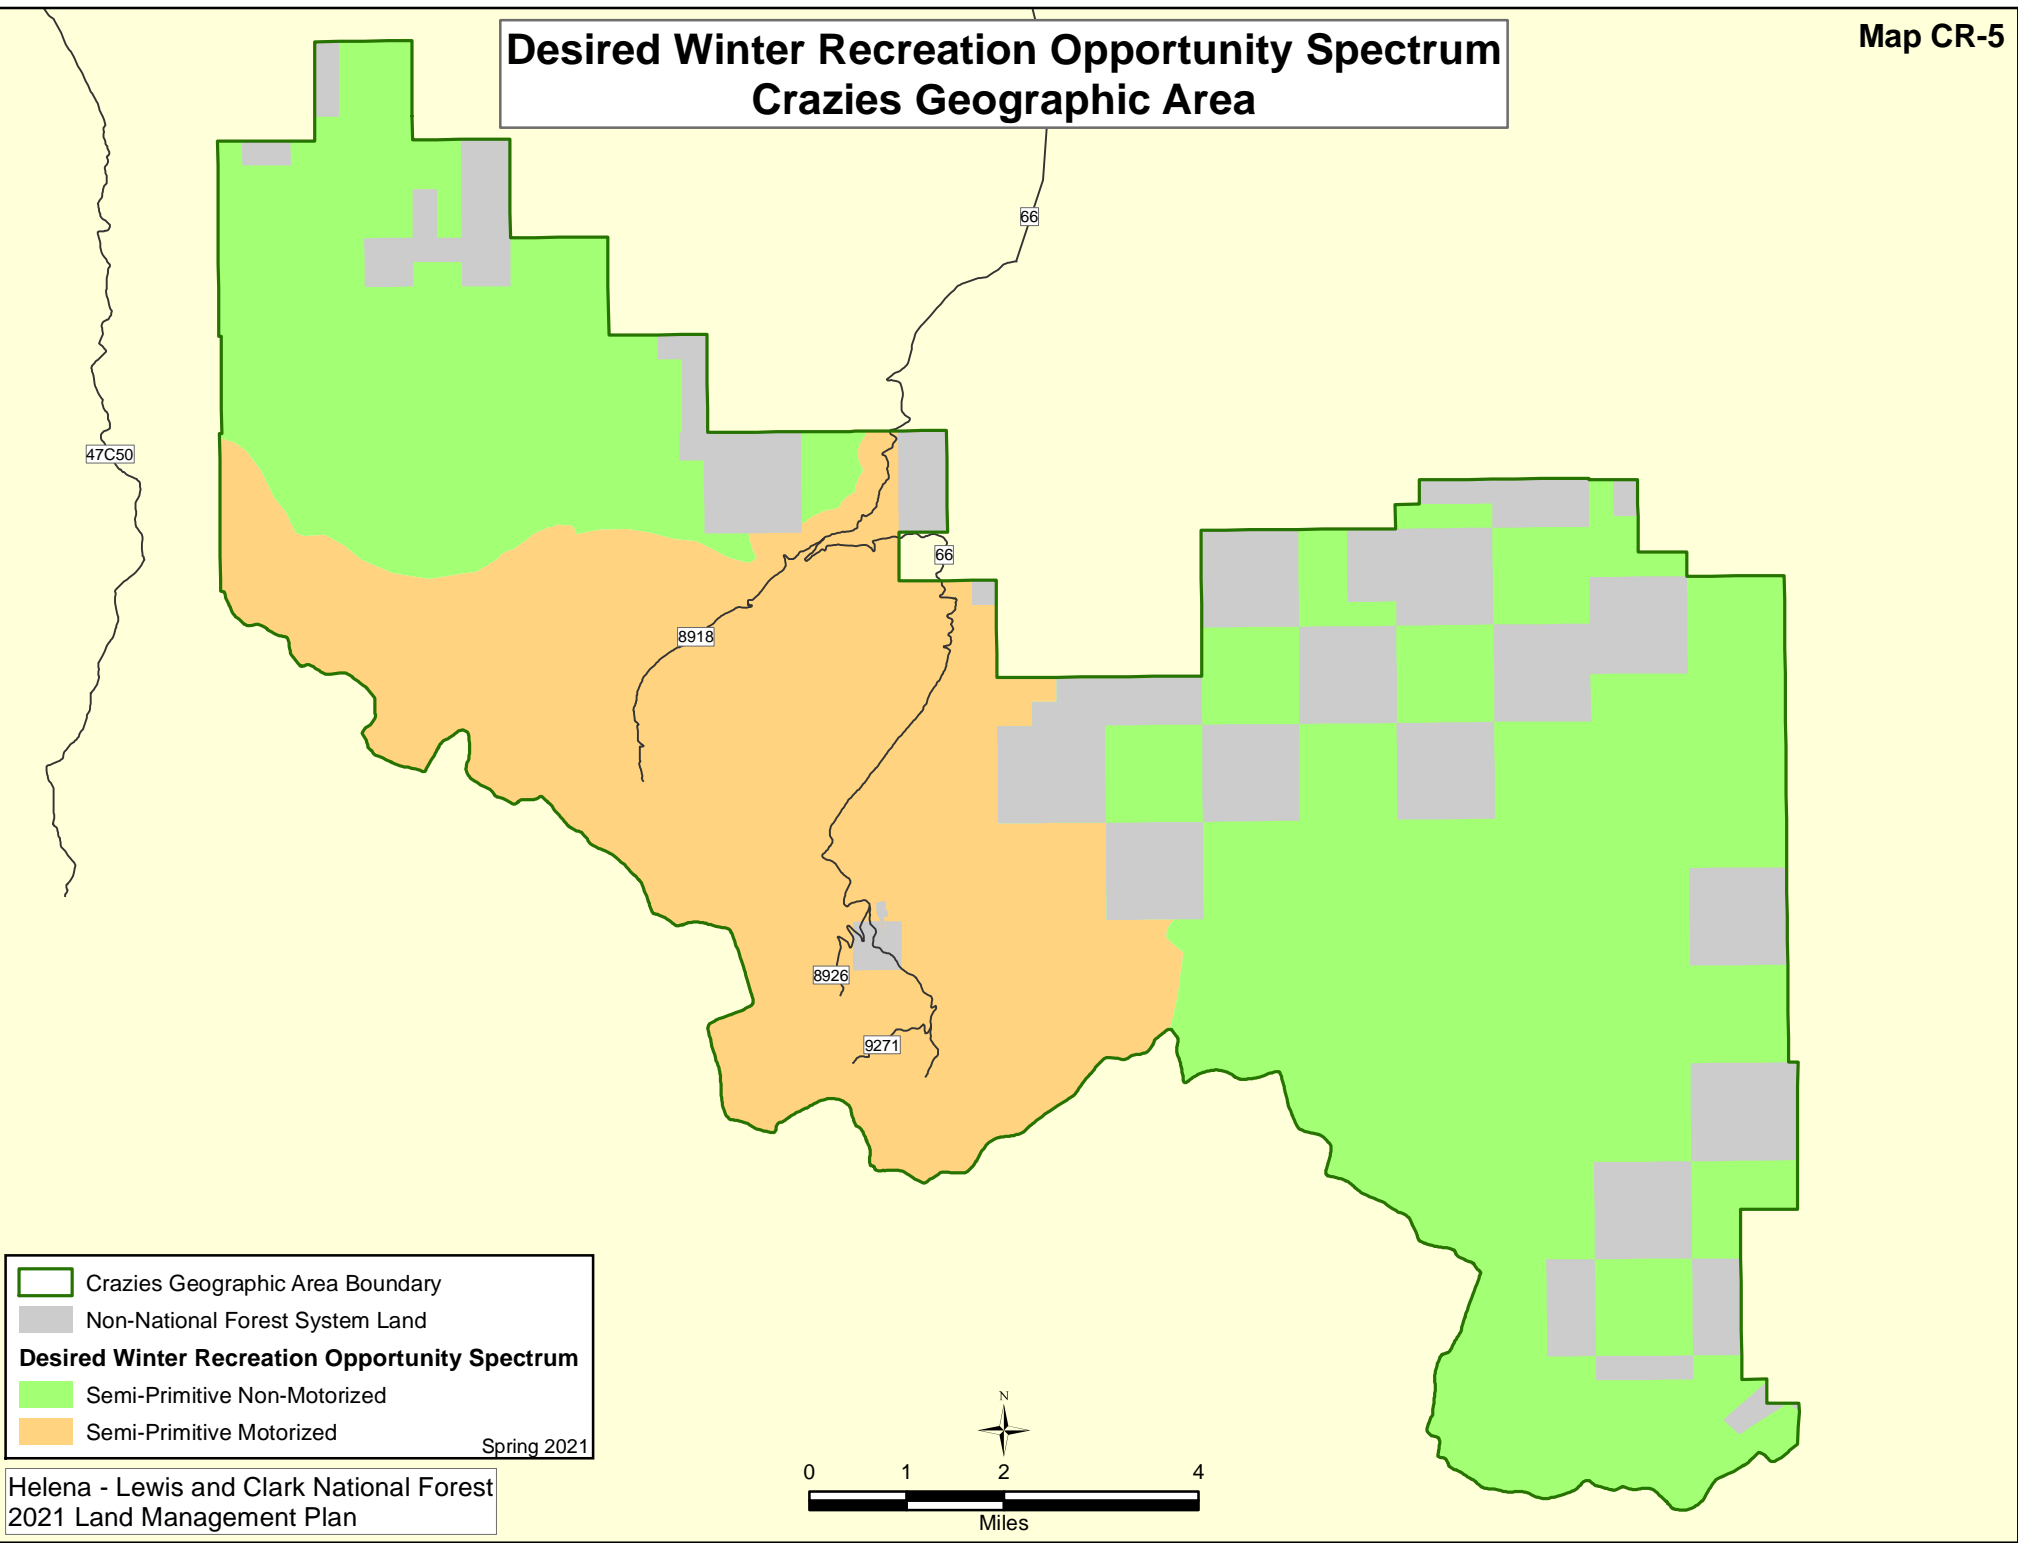 Desired Winter Recreation Opportunity Spectrum
Crazies Geographic Area
Map CR-5
66
47C50
66
8918
8926
9271
Crazies Geographic Area Boundary
Non-National Forest System Land
Desired Winter Recreation Opportunity Spectrum
Semi-Primitive Non-Motorized
Semi-Primitive Motorized
Spring 2021
Helena - Lewis and Clark National Forest
2021 Land Management Plan
N
0 1 2 4
Miles